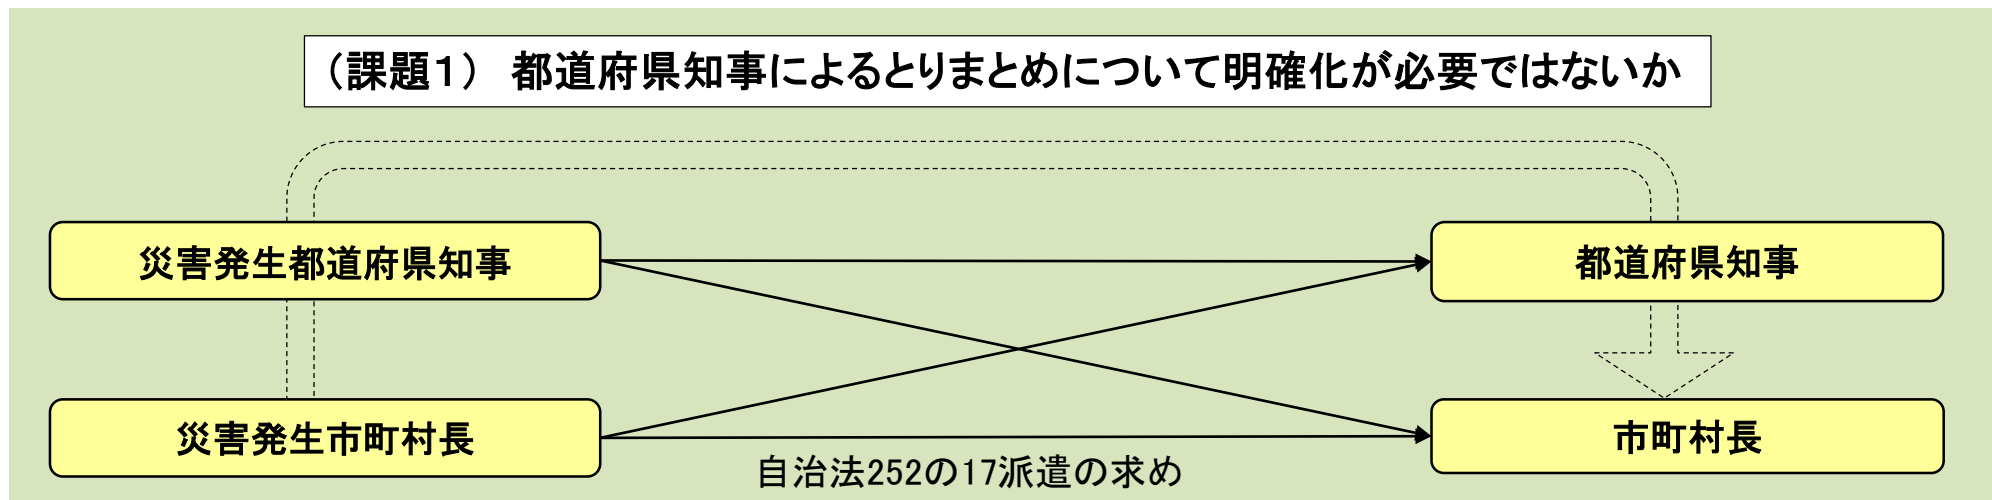 （課題１） 都道府県知事によるとりまとめについて明確化が必要ではないか
災害発生都道府県知事
都道府県知事
災害発生市町村長
市町村長
自治法252の17派遣の求め